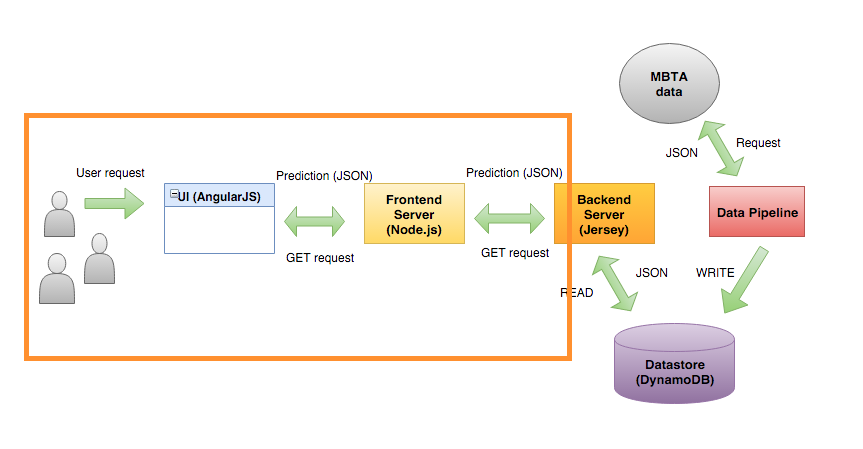 MBTA
data
JSON
Request
User request
Prediction (JSON)
Prediction (JSON)
UI (AngularJS)
Frontend
Server
(Node.js)
Backend
Server
(Jersey)
Data Pipeline
GET request
GET request
READ
JSON
WRITE
Datastore
(DynamoDB)